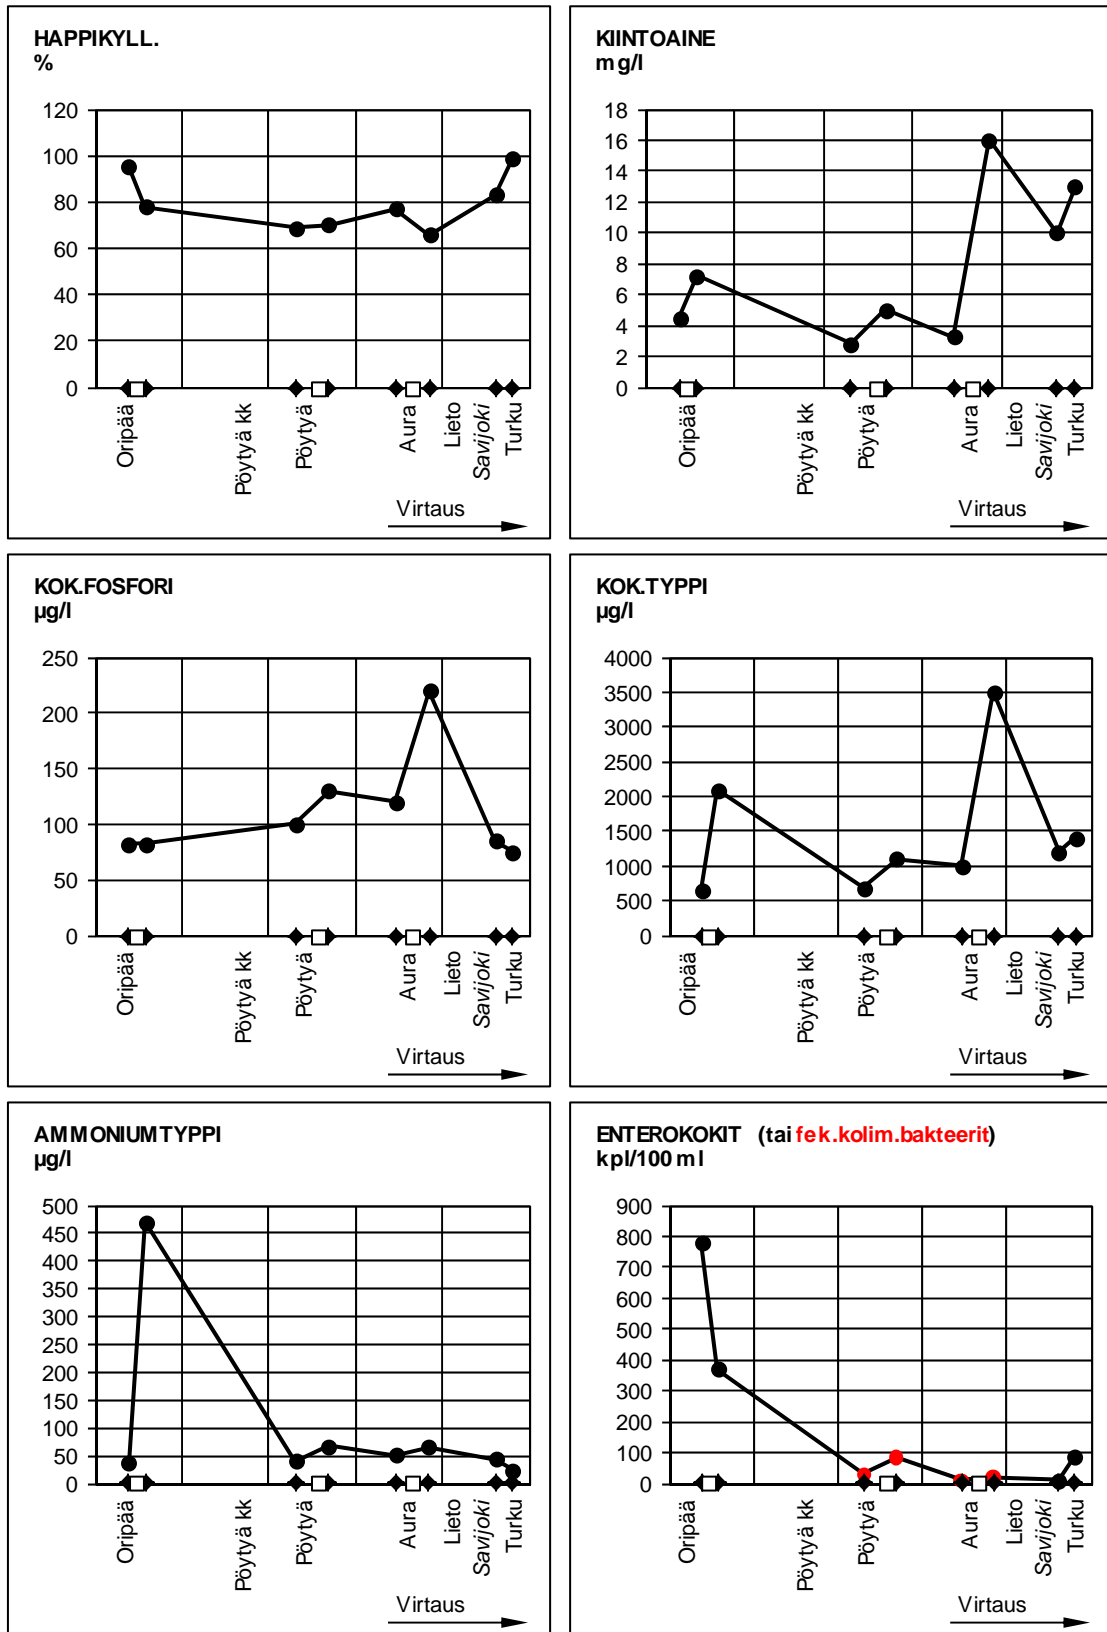 HAPPIKYLL.
%
120
100
80
60
40
20
0
Oripää
Pöytyä kk
Pöytyä
Aura
Lieto
Savijoki
Turku
Virtaus
KIINTOAINE
mg/l
18
16
14
12
10
8
6
4
2
0
Oripää
Pöytyä kk
Pöytyä
Aura
Lieto
Savijoki
Turku
Virtaus
KOK.FOSFORI
µg/l
250
200
150
100
50
0
Oripää
Pöytyä kk
Pöytyä
Aura
Lieto
Savijoki
Turku
Virtaus
KOK.TYPPI
µg/l
4000
3500
3000
2500
2000
1500
1000
500
0
Oripää
Pöytyä kk
Pöytyä
Aura
Lieto
Savijoki
Turku
Virtaus
AMMONIUMTYPPI
µg/l
500
450
400
350
300
250
200
150
100
50
0
Oripää
Pöytyä kk
Pöytyä
Aura
Lieto
Savijoki
Turku
Virtaus
ENTEROKOKIT (tai fek.kolim.bakteerit)
kpl/100 ml
900
800
700
600
500
400
300
200
100
0
Oripää
Pöytyä kk
Pöytyä
Aura
Lieto
Savijoki
Turku
Virtaus